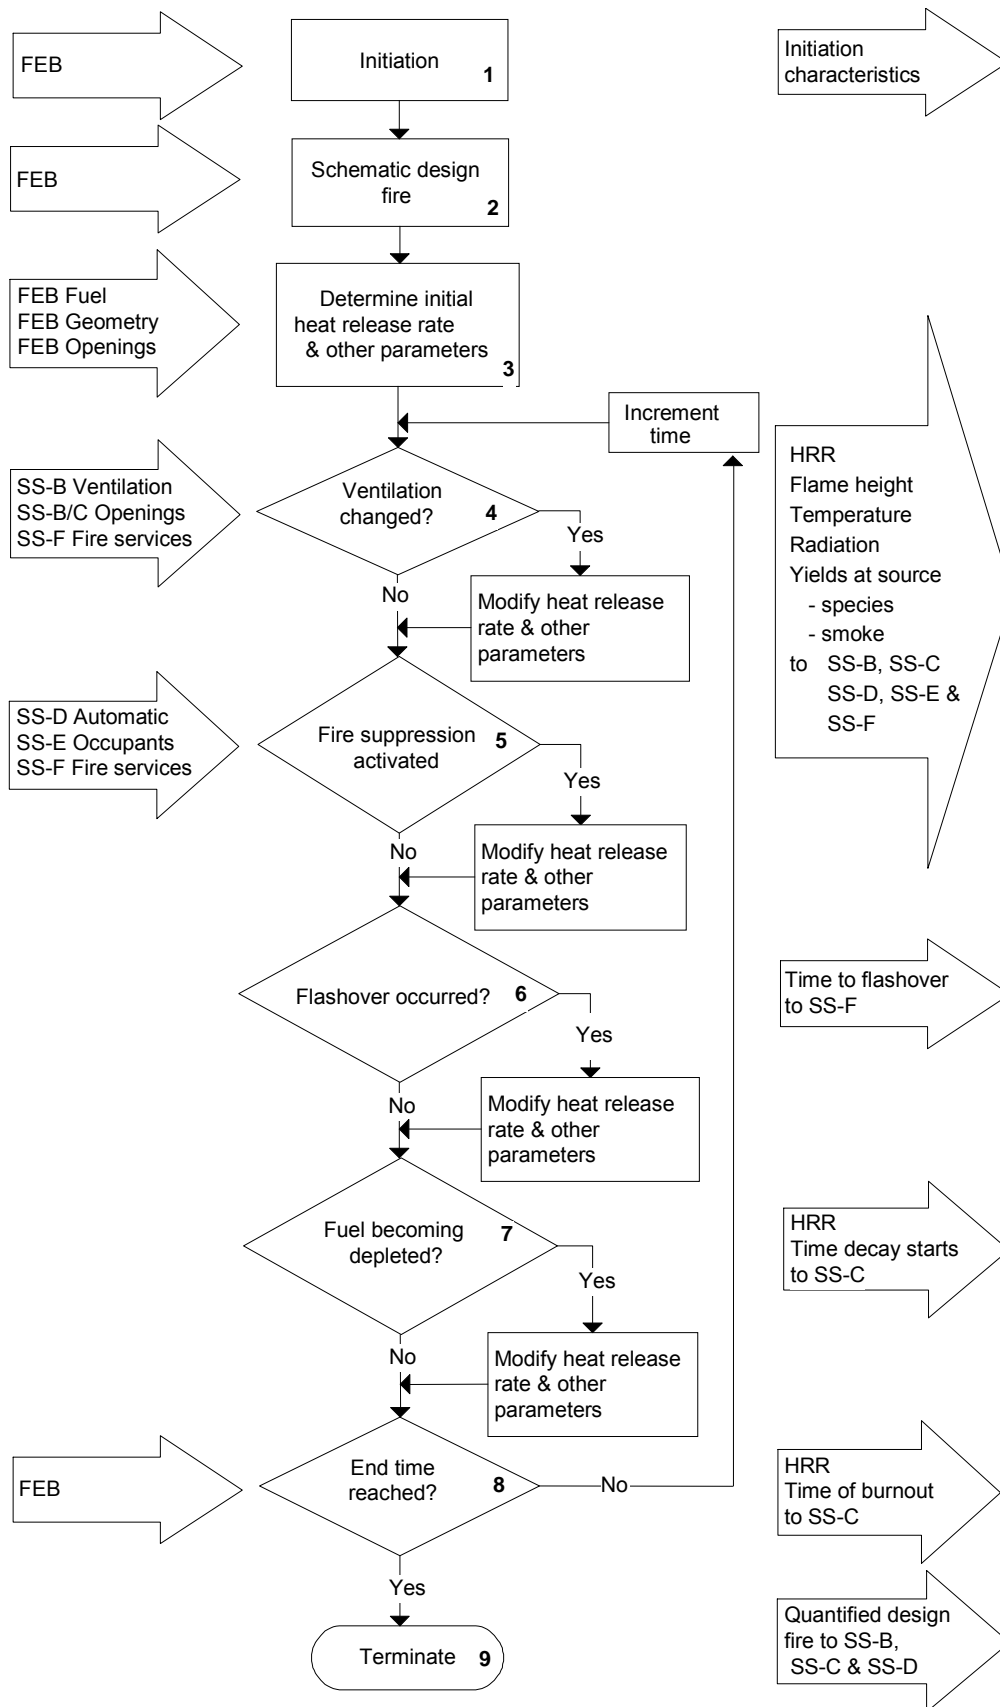 FEB
Initiation
1
Initiation
characteristics
FEB
Schematic design
fire
2
FEB Fuel
FEB Geometry
FEB Openings
Determine initial
heat release rate
& other parameters
3
Increment
time
SS-B Ventilation
SS-B/C Openings
SS-F Fire services
Ventilation
changed?
4
Yes
No
Modify heat release
rate & other
parameters
HRR
Flame height
Temperature
Radiation
Yields at source
- species
- smoke
to SS-B, SS-C
SS-D, SS-E &
SS-F
SS-D Automatic
SS-E Occupants
SS-F Fire services
Fire suppression
activated
5
Yes
No
Modify heat release
rate & other
parameters
Flashover occurred?
6
Yes
No
Modify heat release
rate & other
parameters
Time to flashover
to SS-F
Fuel becoming
depleted?
7
Yes
No
Modify heat release
rate & other
parameters
HRR
Time decay starts
to SS-C
FEB
End time
reached?
8
No
Yes
HRR
Time of burnout
to SS-C
Terminate
9
Quantified design
fire to SS-B,
SS-C & SS-D